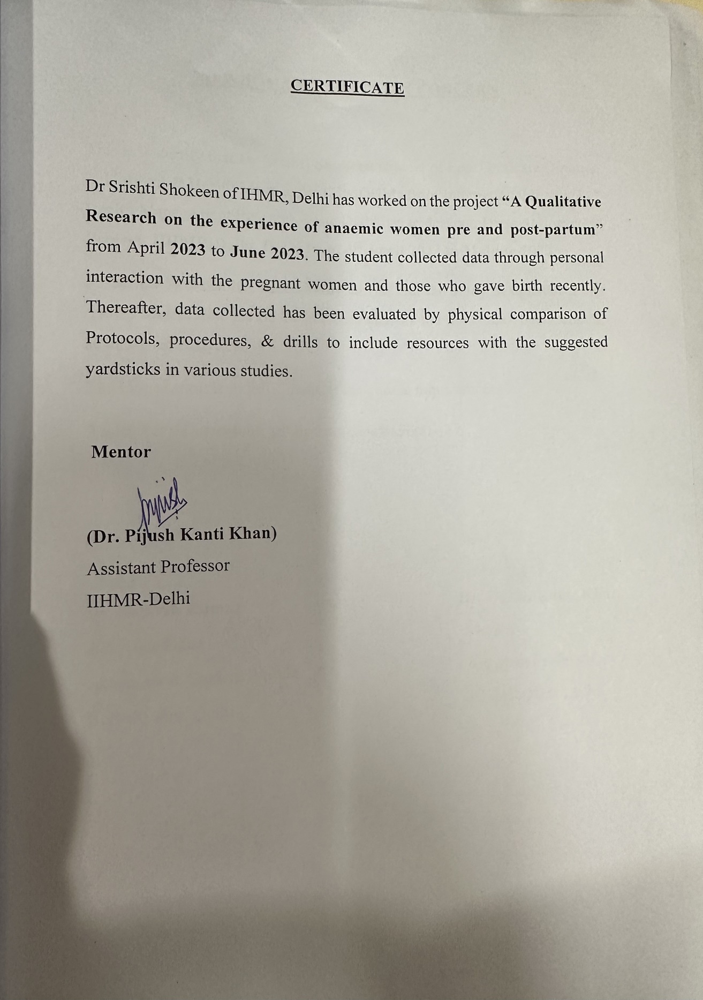 CERTIFICATE
Dr Srishti Shokeen of IHMR, Delhi has worked on the project “A Qualitative
Research on the experience of anaemic women pre and post-partum”
from April 2023 to June 2023. The student collected data through personal
interaction with the pregnant women and those who gave birth recently.
Thereafter, data collected has been evaluated by physical comparison of
Protocols, procedures, & drills to include resources with the suggested
yardsticks in various studies.
Mentor
(Dr. Pijush Kanti Khan)
Assistant Professor
IIHMR-Delhi